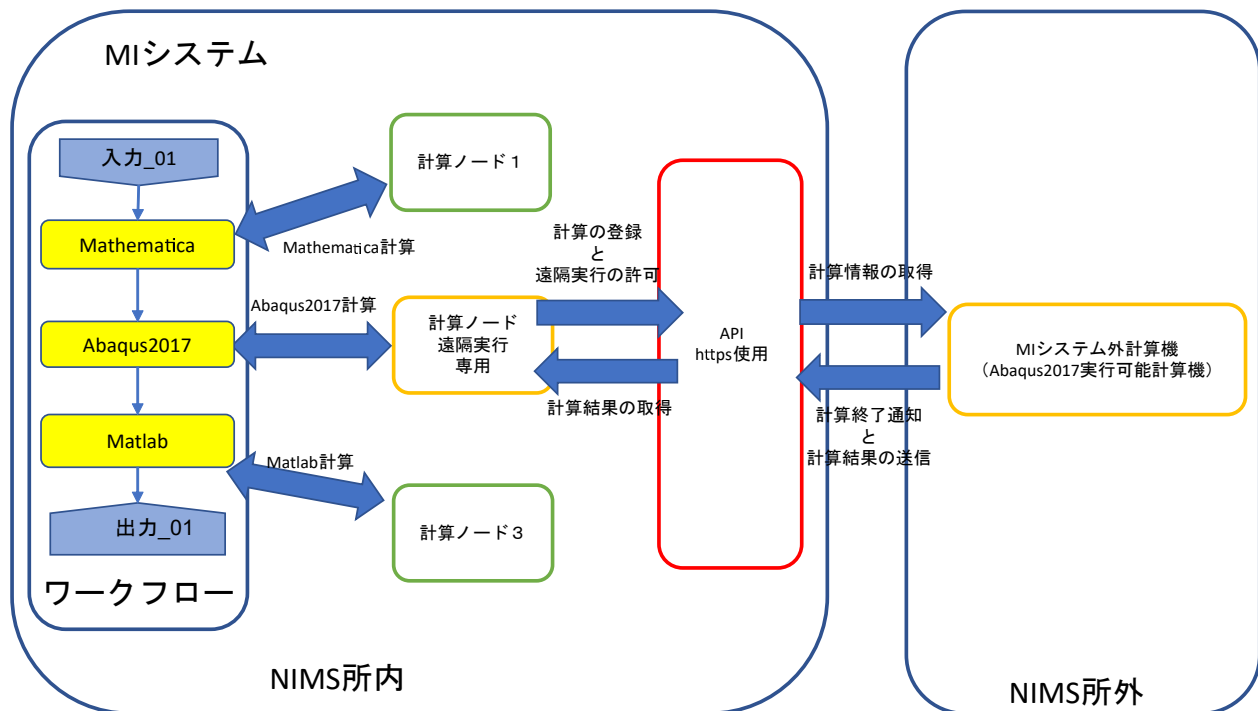 MIシステム
入力_01
Mathematica
Abaqus2017
Matlab
出力_01
ワークフロー
計算ノード１
Mathematica計算
Abaqus2017計算
計算ノード
遠隔実行
専用
Matlab計算
計算ノード３
計算の登録
と
遠隔実行の許可
計算結果の取得
API
https使用
計算情報の取得
計算終了通知
と
計算結果の送信
MIシステム外計算機
（Abaqus2017実行可能計算機）
NIMS所内
NIMS所外